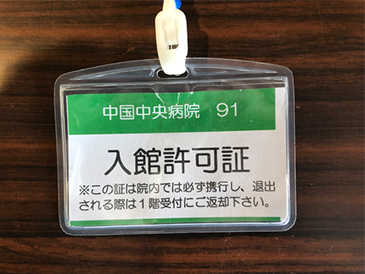 中国中央病院 91
入館許可証
※この証は院内では必ず携行し、退出
される際は1階受付にご返却下さい。